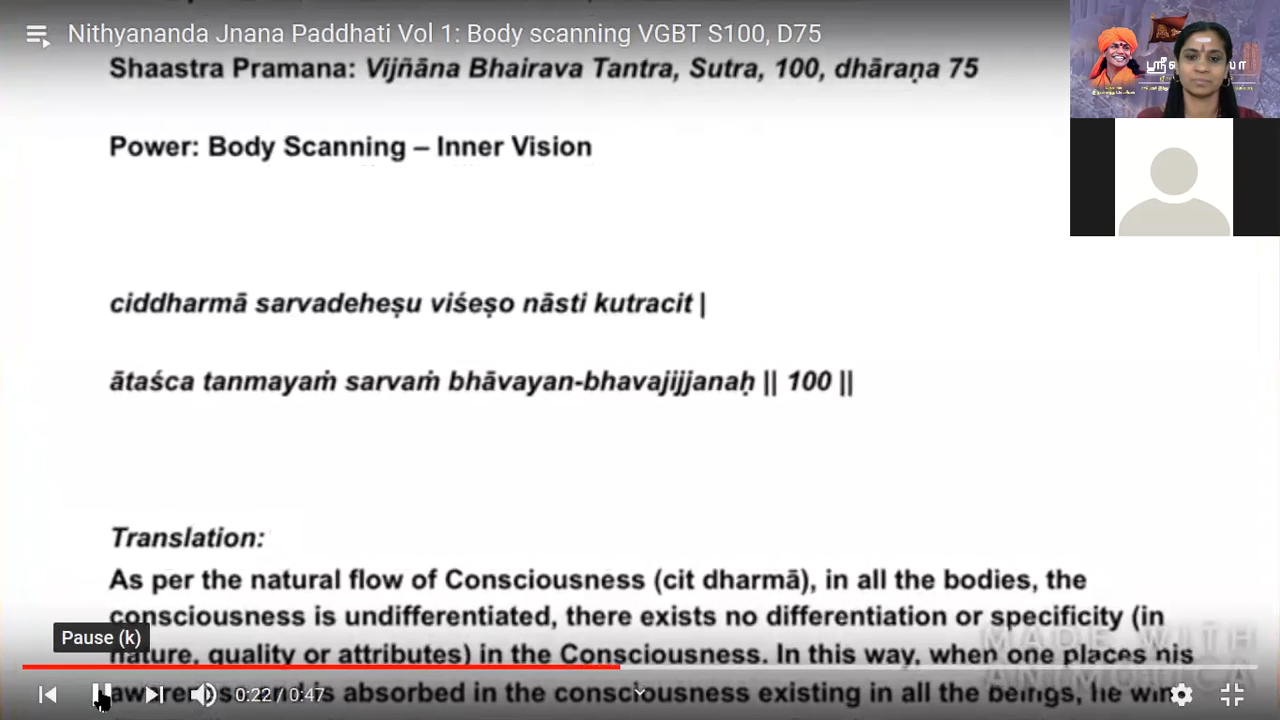 Nithyananda Jnana Paddhati Vol 1: Body scanning VGBT S100, D75
Shaastra Pramana: Vijñana Bhairava Tantra, Sutra, 100, dhāraṇa 75
Power: Body Scanning – Inner Vision
ciddharmā sarvadeheṣu viśeṣo nāsti kutracit |
ātaśca tanmayaṁ sarvaṁ bhāvayan-bhavajijjanaḥ || 100 ||
Translation:
As per the natural flow of Consciousness (cit dharmā), in all the bodies, the
consciousness is undifferentiated, there exists no differentiation or specificity (in
Pause (k)
nature, quality or attributes) in the Consciousness. In this way, when one places his
is absorbed in the consciousness existing in all the beings, he
0:22 / 0:47
MADE WITH